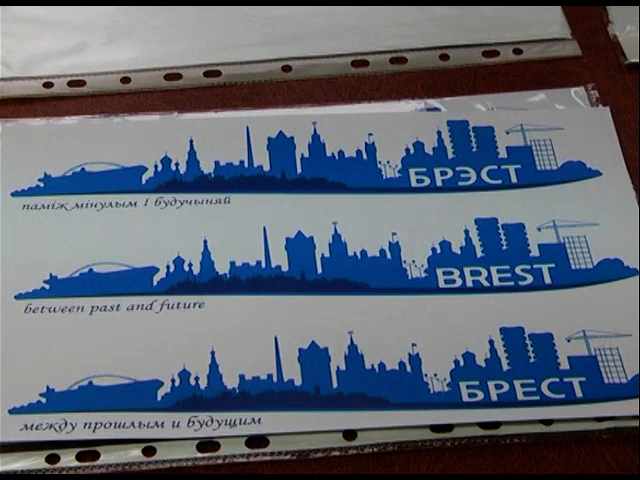 БРЭСТ
паміж мінулым І будучыняй
BREST
between past and future
БРЕСТ
между прошлым и будущим